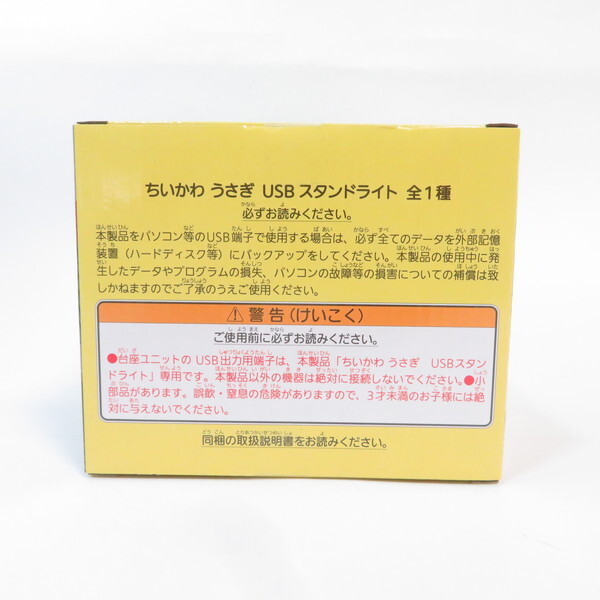 ちいかわ うさぎ USB スタンドライト 全1種
必ずお読みください。
本製品をパソコン等のUSB端子で使用する場合は、必ず全てのデータを外部記憶
装置（ハードディスク等）にバックアップをしてください。本製品の使用中に発
生したデータやプログラムの損失、パソコンの故障等の損害についての補償は致
しかねますのでご了承のうえご使用ください。
⚠警告（けいこく）
ご使用前に必ずお読みください。
●台座ユニットの USB出力用端子は、本製品「ちいかわ うさぎ USBスタン
ドライト」専用です。本製品以外の機器は絶対に接続しないでください。●小
部品があります。誤飲・窒息の危険がありますので、3才未満のお子様には絶
対に与えないでください。
同梱の取扱説明書をお読みください。